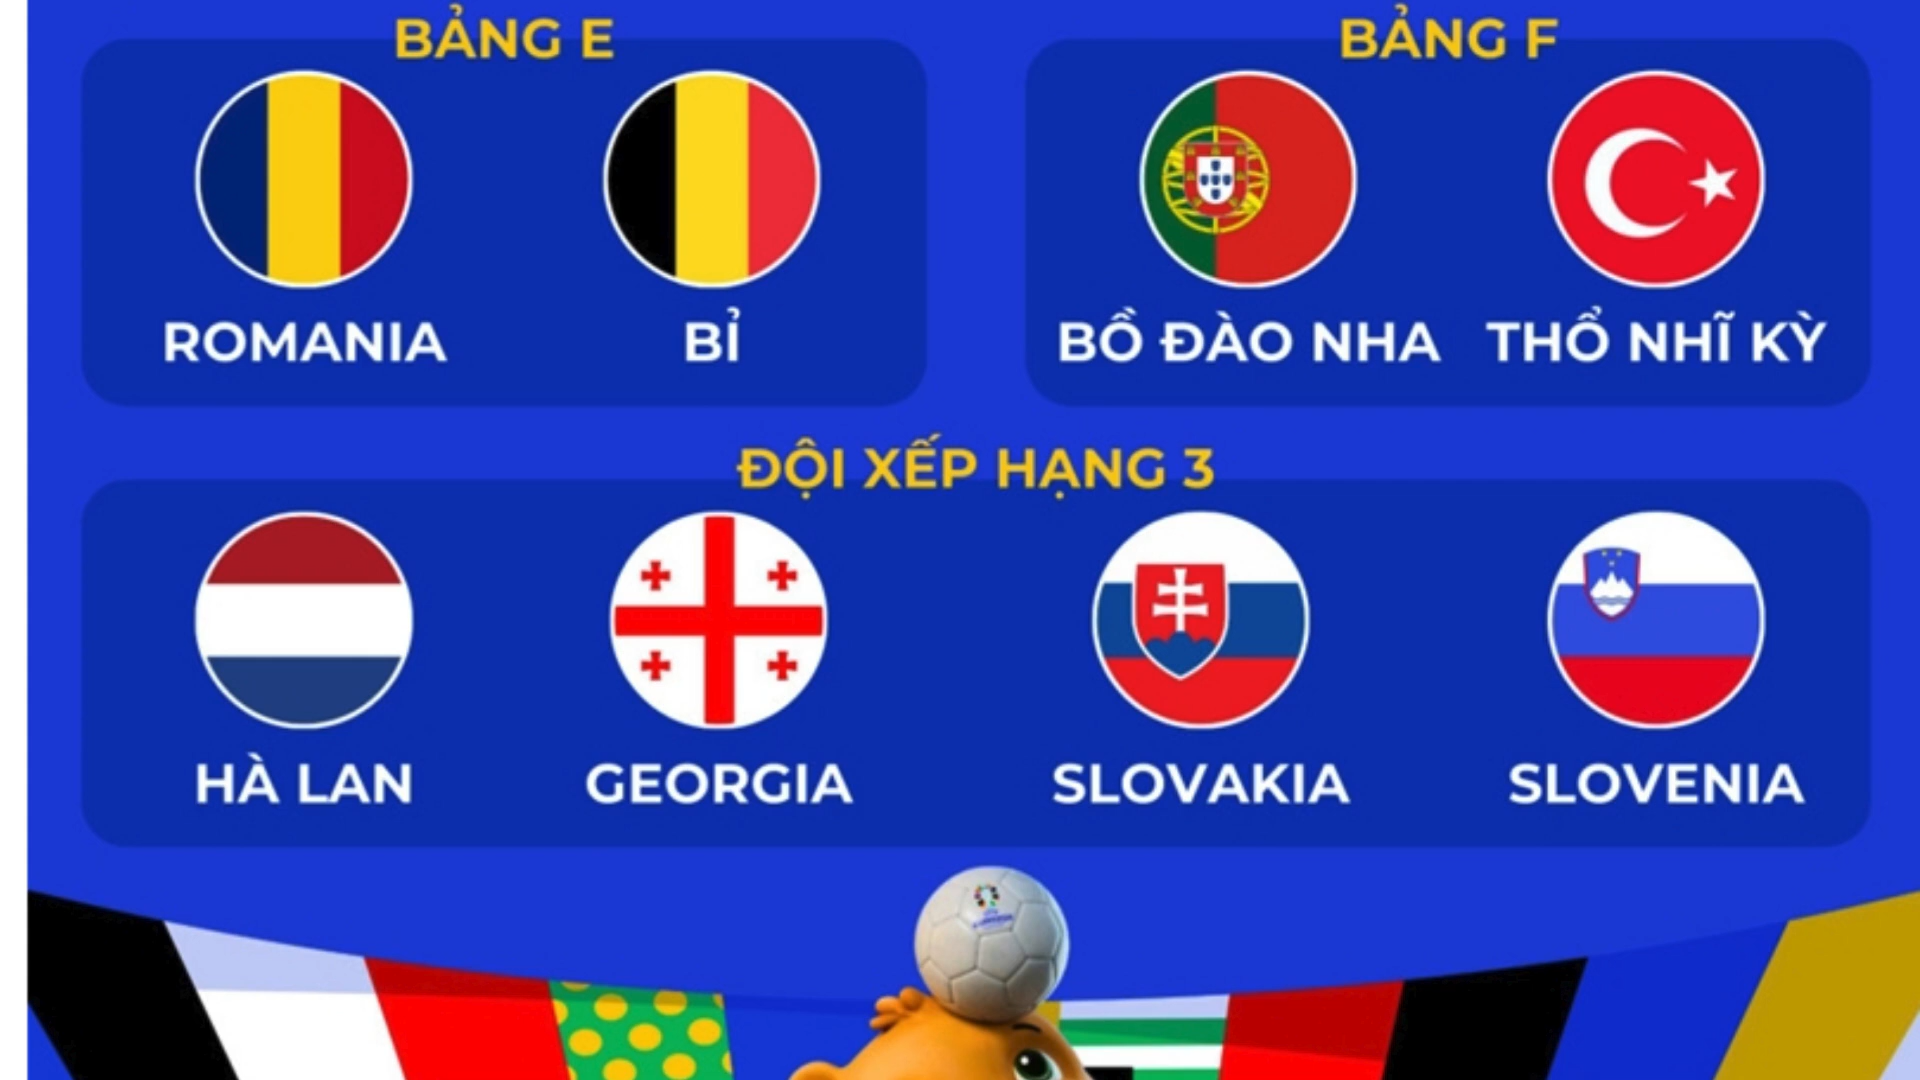 BẢNG E
BẢNG F
ROMANIA
BỈ
BỒ ĐÀO NHA
THỔ NHĨ KỲ
ĐỘI XẾP HẠNG 3
HÀ LAN
GEORGIA
SLOVAKIA
SLOVENIA